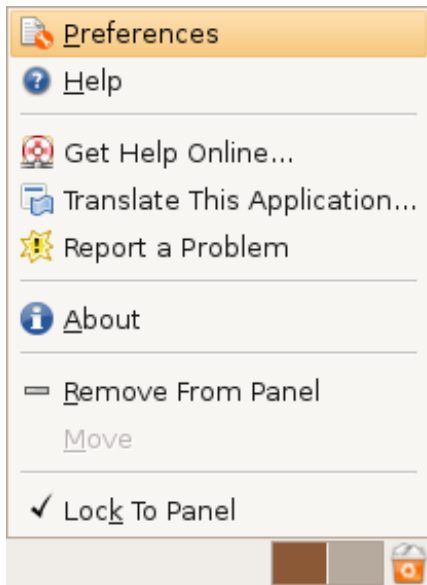 Preferences
Help
Get Help Online...
Translate This Application...
Report a Problem
About
Remove From Panel
Move
Lock To Panel